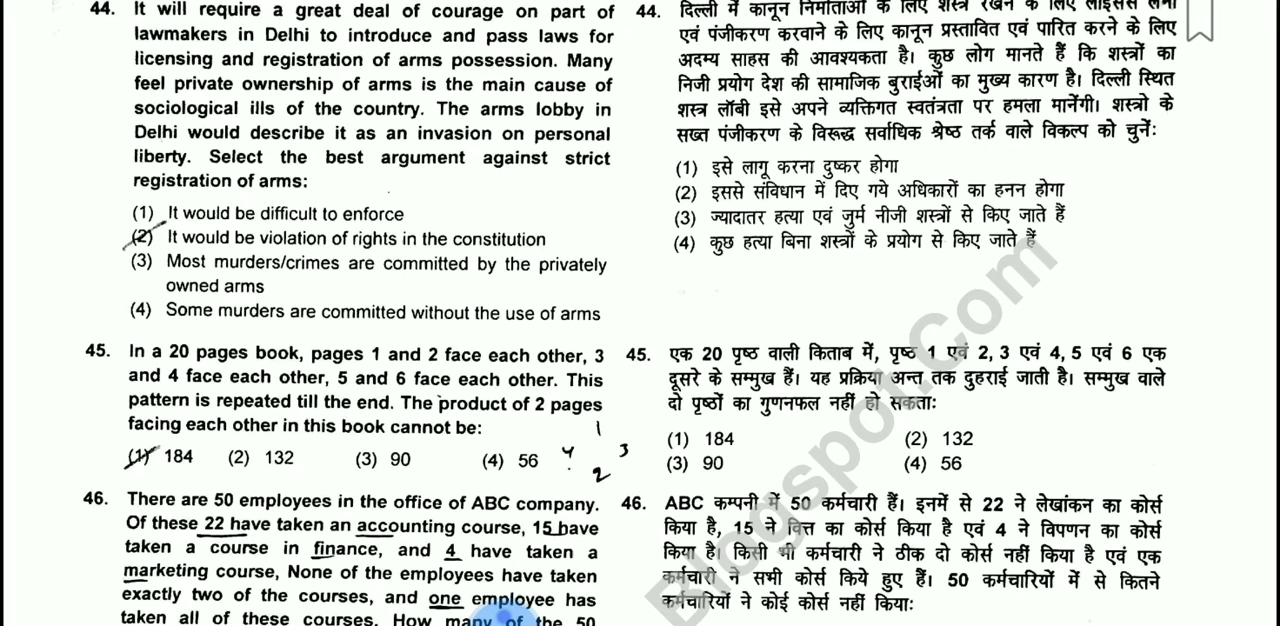 44. It will require a great deal of courage on part of
lawmakers in Delhi to introduce and pass laws for
licensing and registration of arms possession. Many
feel private ownership of arms is the main cause of
sociological ills of the country. The arms lobby in
Delhi would describe it as an invasion on personal
liberty. Select the best argument against strict
registration of arms:
(1) It would be difficult to enforce
(2) It would be violation of rights in the constitution
(3) Most murders/crimes are committed by the privately
owned arms
(4) Some murders are committed without the use of arms
45. In a 20 pages book, pages 1 and 2 face each other, 3
and 4 face each other, 5 and 6 face each other. This
pattern is repeated till the end. The product of 2 pages
facing each other in this book cannot be:
(1) 184 (2) 132 (3) 90 (4) 56
1
4 3
2
46. There are 50 employees in the office of ABC company.
Of these 22 have taken an accounting course, 15 have
taken a course in finance, and 4 have taken a
marketing course, None of the employees have taken
exactly two of the courses, and one employee has
taken all of these courses. How many of the 50
44. दिल्ली में कानून निर्माताओं के लिए शस्त्र रखने के लिए लाइसेंस लेना
एवं पंजीकरण करवाने के लिए कानून प्रस्तावित एवं पारित करने के लिए
अदम्य साहस की आवश्यकता है। कुछ लोग मानते हैं कि शस्त्रों का
निजी प्रयोग देश की सामाजिक बुराईओं का मुख्य कारण है। दिल्ली स्थित
शस्त्र लॉबी इसे अपने व्यक्तिगत स्वतंत्रता पर हमला मानेंगी। शस्त्रो के
सख्त पंजीकरण के विरूद्ध सर्वाधिक श्रेष्ठ तर्क वाले विकल्प को चुनें:
(1) इसे लागू करना दुष्कर होगा
(2) इससे संविधान में दिए गये अधिकारों का हनन होगा
(3) ज्यादातर हत्या एवं जुर्म नीजी शस्त्रों से किए जाते हैं
(4) कुछ हत्या बिना शस्त्रों के प्रयोग से किए जाते हैं
45. एक 20 पृष्ठ वाली किताब में, पृष्ठ 1 एवं 2, 3 एवं 4, 5 एवं 6 एक
दूसरे के सम्मुख हैं। यह प्रक्रिया अन्त तक दुहराई जाती है। सम्मुख वाले
दो पृष्ठों का गुणनफल नहीं हो सकता:
(1) 184 (2) 132
(3) 90 (4) 56
46. ABC कम्पनी में 50 कर्मचारी हैं। इनमें से 22 ने लेखांकन का कोर्स
किया है, 15 ने वित्त का कोर्स किया है एवं 4 ने विपणन का कोर्स
किया है। किसी भी कर्मचारी ने ठीक दो कोर्स नहीं किया है एवं एक
कर्मचारी ने सभी कोर्स किये हुए हैं। 50 कर्मचारियों में से कितने
कर्मचारियों ने कोई कोर्स नहीं किया:
Blogspot.Com